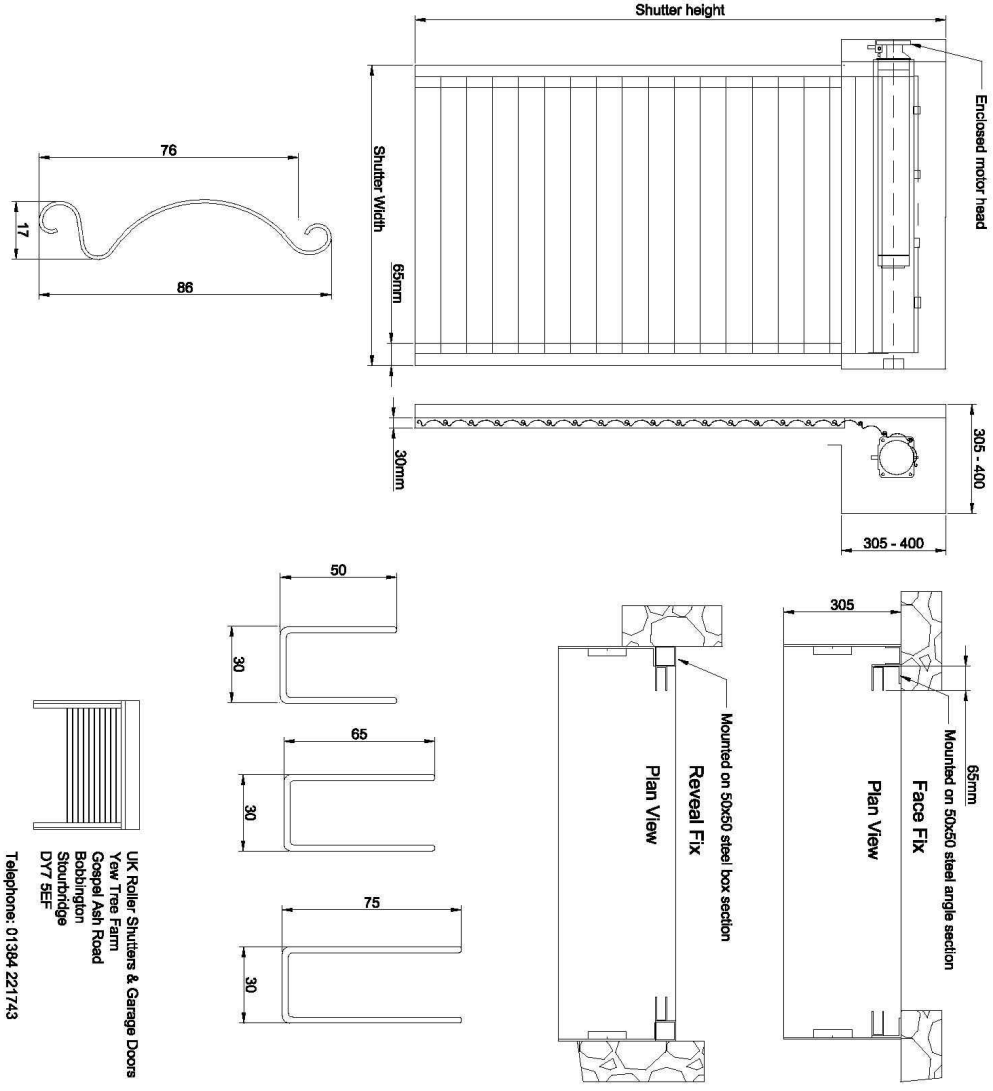 Shutter height
Enclosed motor head
Shutter Width
65mm
76
17
86
30mm
305 - 400
305 - 400
50
30
65
30
75
30
305
65mm
Mounted on 50x50 steel angle section
Face Fix
Plan View
Mounted on 50x50 steel box section
Reveal Fix
Plan View
UK Roller Shutters & Garage Doors
Yew Tree Farm
Gospel Ash Road
Bobbington
Stourbridge
DY7 5EF
Telephone: 01384 221743